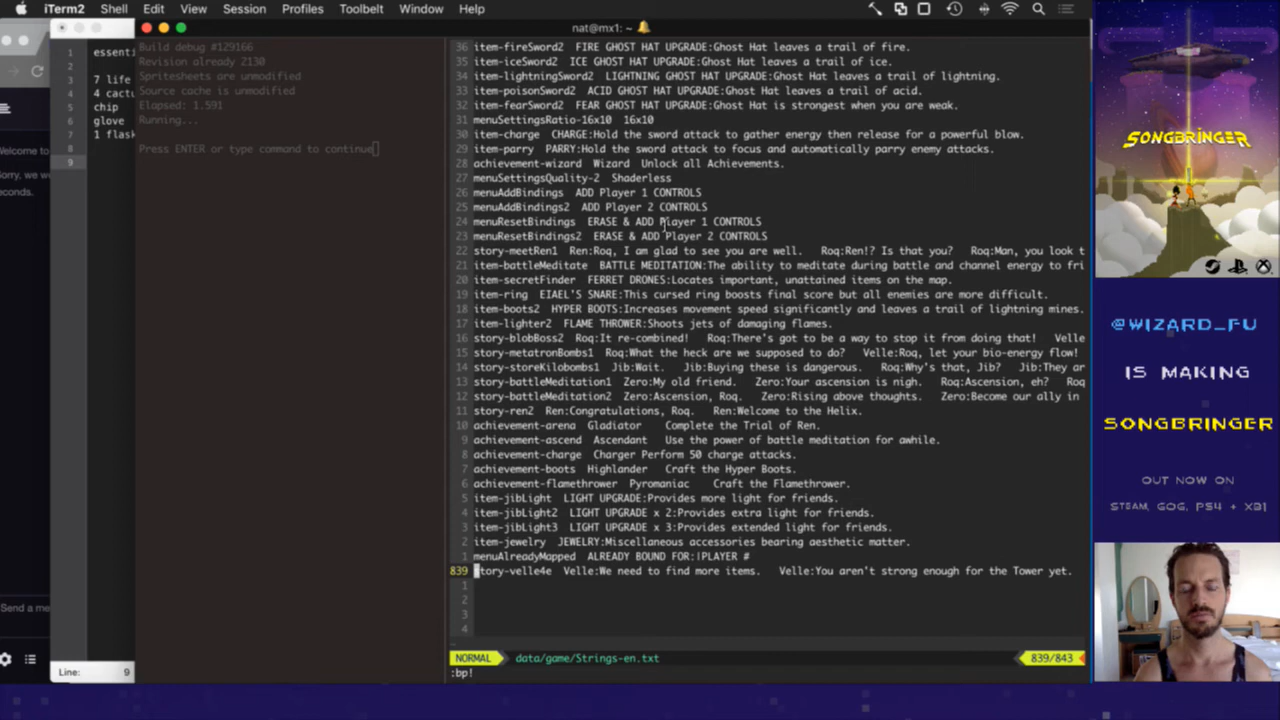 iTerm2 Shell Edit View Session Profiles Toolbelt Window Help
nat@mx1: ~
1 essenti
2
3 7 life
4 4 cactu
5 chip
6 glove
7 1 flask
8
9
Line: 9
Welcome to
Sorry, we we
econds.
Send a me
Build debug #129166
Revision already 2130
Spritesheets are unmodified
Source cache is unmodified
Elapsed: 1.591
Running...
Press ENTER or type command to continue
36 item-fireSword2 FIRE GHOST HAT UPGRADE:Ghost Hat leaves a trail of fire.
35 item-iceSword2 ICE GHOST HAT UPGRADE:Ghost Hat leaves a trail of ice.
34 item-lightningSword2 LIGHTNING GHOST HAT UPGRADE:Ghost Hat leaves a trail of lightning.
33 item-poisonSword2 ACID GHOST HAT UPGRADE:Ghost Hat leaves a trail of acid.
32 item-fearSword2 FEAR GHOST HAT UPGRADE:Ghost Hat is strongest when you are weak.
31 menuSettingsRatio-16x10 16x10
30 item-charge CHARGE:Hold the sword attack to gather energy then release for a powerful blow.
29 item-parry PARRY:Hold the sword attack to focus and automatically parry enemy attacks.
28 achievement-wizard Wizard Unlock all Achievements.
27 menuSettingsQuality-2 Shaderless
26 menuAddBindings ADD Player 1 CONTROLS
25 menuAddBindings2 ADD Player 2 CONTROLS
24 menuResetBindings ERASE & ADD Player 1 CONTROLS
23 menuResetBindings2 ERASE & ADD Player 2 CONTROLS
22 story-meetRen1 Ren:Roq, I am glad to see you are well. Roq:Ren!? Is that you? Roq:Man, you look t
21 item-battleMeditate BATTLE MEDITATION:The ability to meditate during battle and channel energy to fri
20 item-secretFinder FERRET DRONES:Locates important, unattained items on the map.
19 item-ring EIAEL'S SNARE:This cursed ring boosts final score but all enemies are more difficult.
18 item-boots2 HYPER BOOTS:Increases movement speed significantly and leaves a trail of lightning mines.
17 item-lighter2 FLAME THROWER:Shoots jets of damaging flames.
16 story-blobBoss2 Roq:It re-combined! Roq:There's got to be a way to stop it from doing that! Velle
15 story-metatronBombs1 Roq:What the heck are we supposed to do? Velle:Roq, let your bio-energy flow!
14 story-storeKilobombs1 Jib:Wait. Jib:Buying these is dangerous. Roq:Why's that, Jib? Jib:They ar
13 story-battleMeditation1 Zero:My old friend. Zero:Your ascension is nigh. Roq:Ascension, eh? Roq
12 story-battleMeditation2 Zero:Ascension, Roq. Zero:Rising above thoughts. Zero:Become our ally in
11 story-ren2 Ren:Congratulations, Roq. Ren:Welcome to the Helix.
10 achievement-arena Gladiator Complete the Trial of Ren.
9 achievement-ascend Ascendant Use the power of battle meditation for awhile.
8 achievement-charge Charger Perform 50 charge attacks.
7 achievement-boots Highlander Craft the Hyper Boots.
6 achievement-flamethrower Pyromaniac Craft the Flamethrower.
5 item-jibLight LIGHT UPGRADE:Provides more light for friends.
4 item-jibLight2 LIGHT UPGRADE x 2:Provides extra light for friends.
3 item-jibLight3 LIGHT UPGRADE x 3:Provides extended light for friends.
2 item-jewelry JEWELRY:Miscellaneous accessories bearing aesthetic matter.
1 menuAlreadyMapped ALREADY BOUND FOR:|PLAYER #
839 story-velle4e Velle:We need to find more items. Velle:You aren't strong enough for the Tower yet.
1
2
3
4
~
NORMAL data/game/Strings-en.txt 839/843
:bp!
SONGBRINGER
@WIZARD_FU
IS MAKING
SONGBRINGER
OUT NOW ON
STEAM, GOG, PS4 + XB1